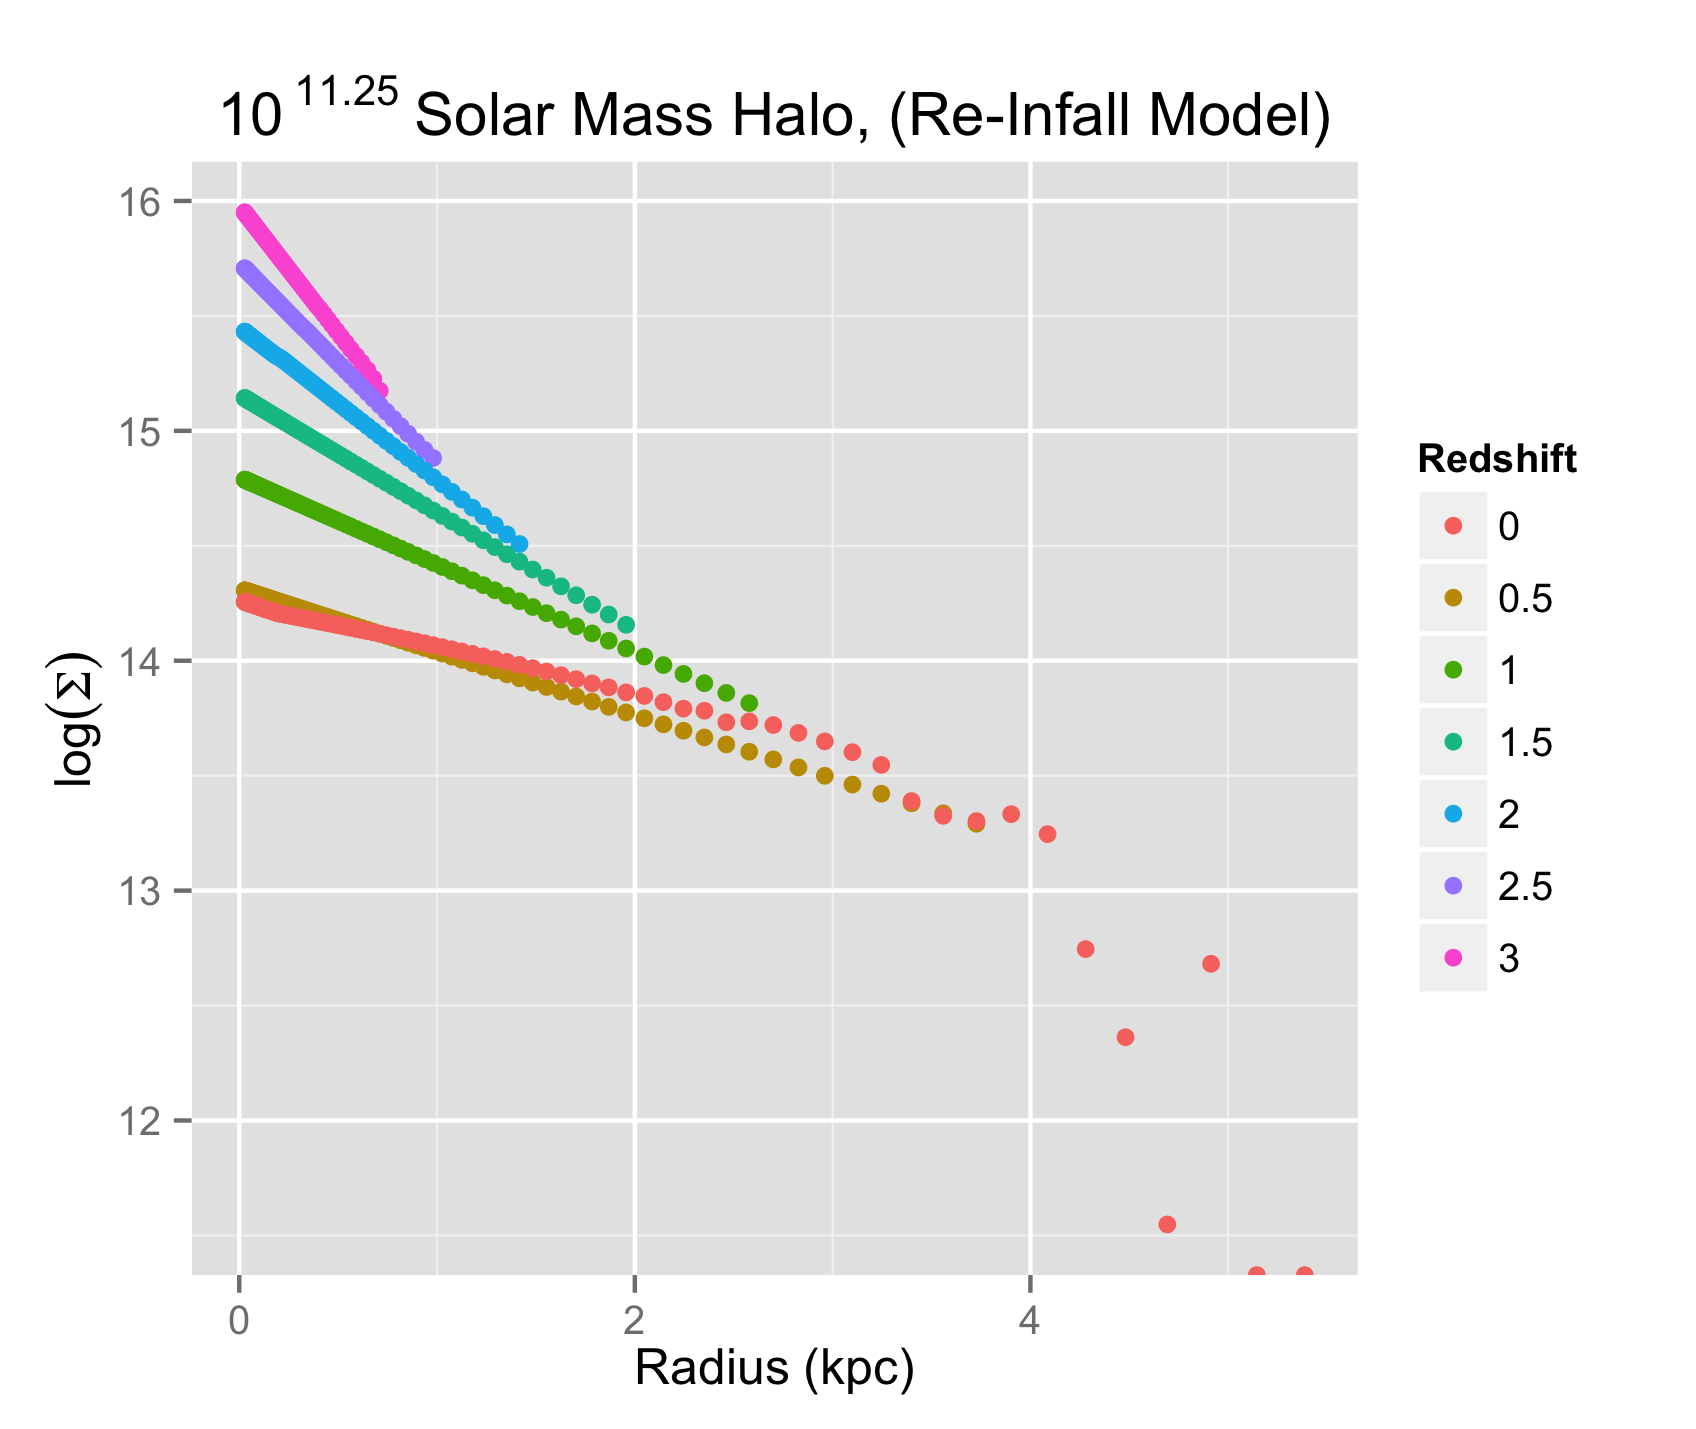 10^11.25 Solar Mass Halo, (Re-Infall Model)
16
15
14
13
12
log(Σ)
0 2 4
Radius (kpc)
Redshift
0
0.5
1
1.5
2
2.5
3